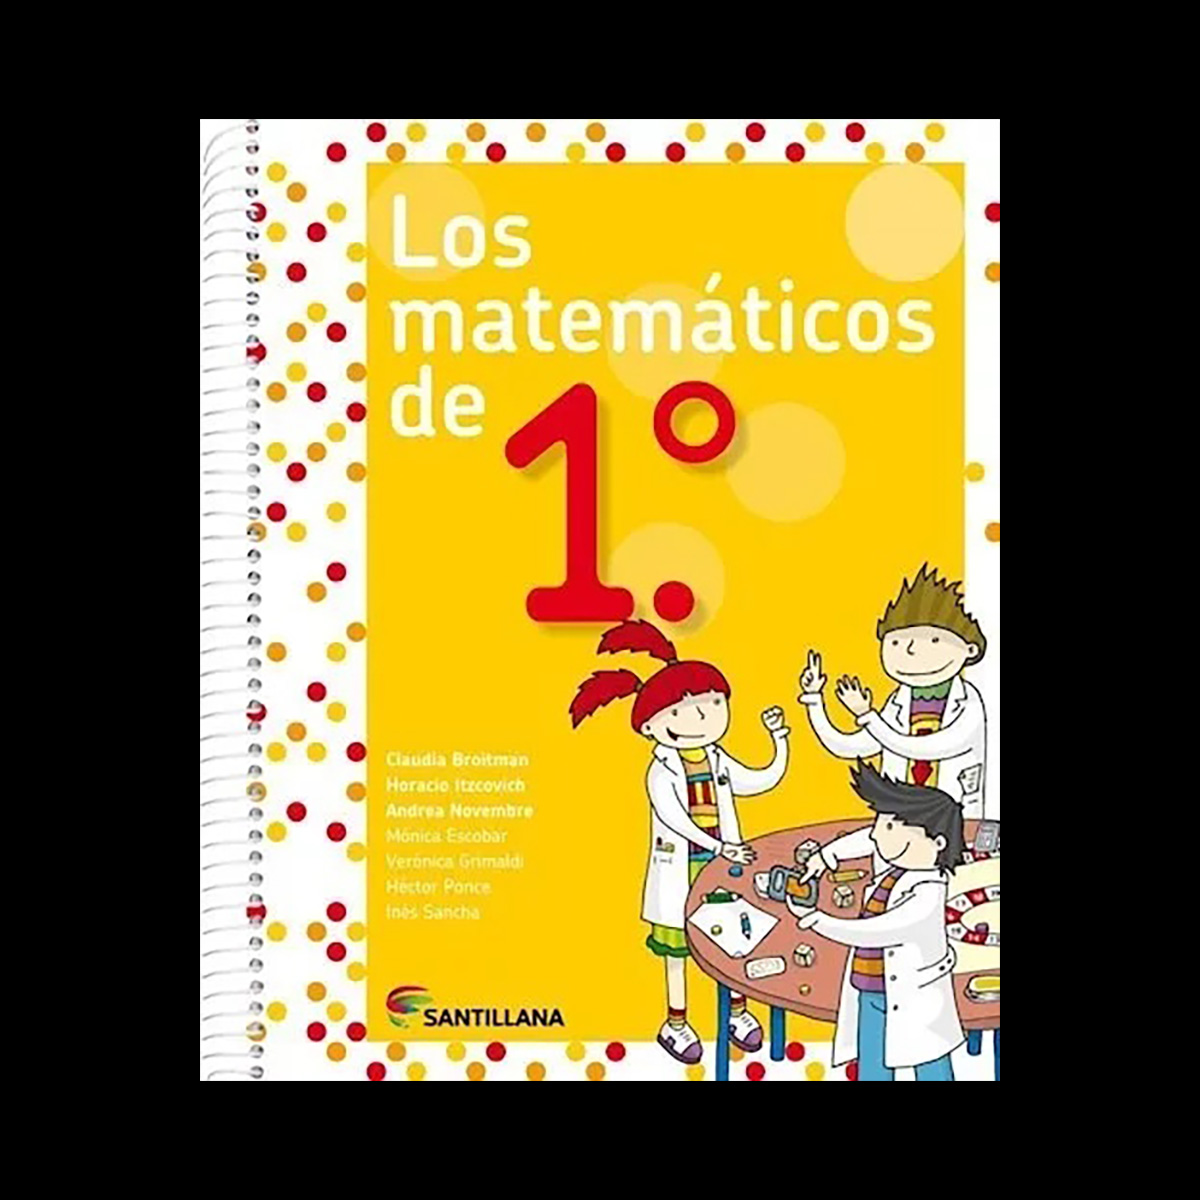 Los
matemáticos
de 1.º
Claudia Broitman
Horacio Itzcovich
Andrea Novembre
Mónica Escobar
Verónica Grimaldi
Héctor Ponce
Inés Sancha
SANTILLANA